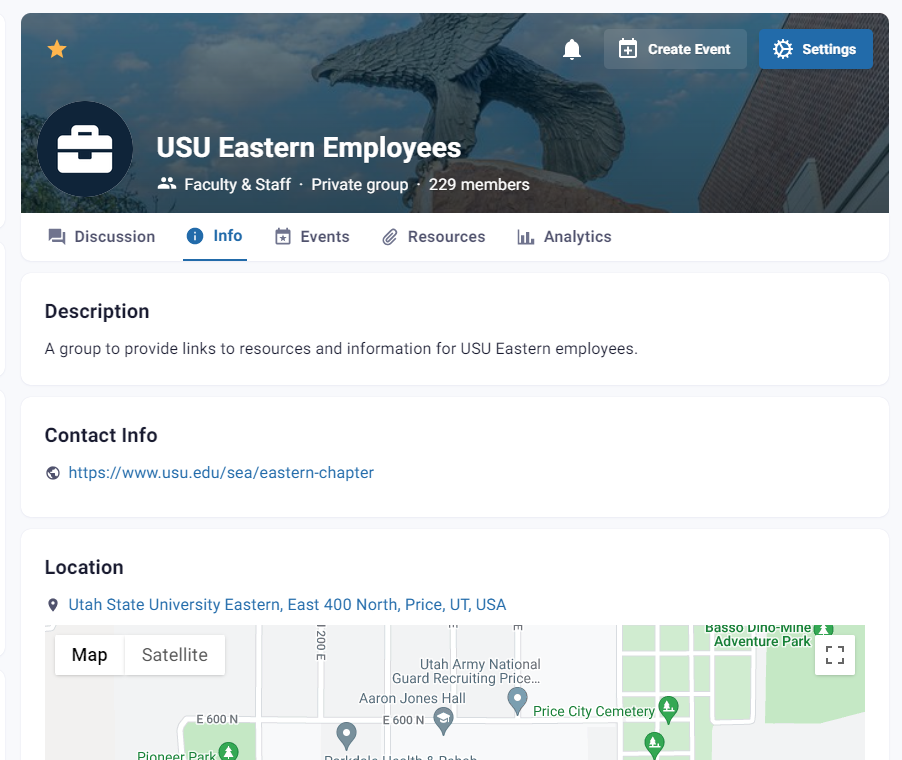 Create Event
Settings
USU Eastern Employees
Faculty & Staff · Private group · 229 members
Discussion
Info
Events
Resources
Analytics
Description
A group to provide links to resources and information for USU Eastern employees.
Contact Info
https://www.usu.edu/sea/eastern-chapter
Location
Utah State University Eastern, East 400 North, Price, UT, USA
Map
Satellite
200 E
Basso Dino-Mine
Adventure Park
Utah Army National
Guard Recruiting Price...
Aaron Jones Hall
E 600 N
E 600 N
Price City Cemetery
Pioneer Park
Parkdale Health & Rehab